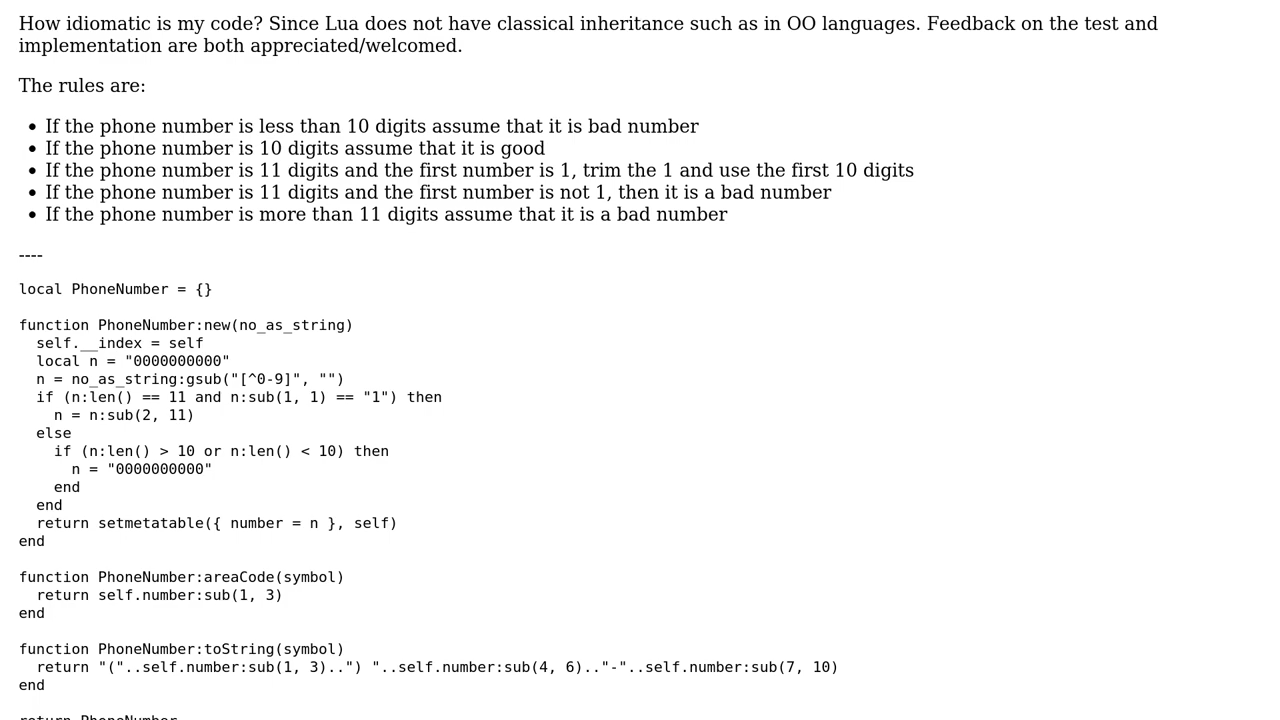 How idiomatic is my code? Since Lua does not have classical inheritance such as in OO languages. Feedback on the test and
implementation are both appreciated/welcomed.
The rules are:
• If the phone number is less than 10 digits assume that it is bad number
• If the phone number is 10 digits assume that it is good
• If the phone number is 11 digits and the first number is 1, trim the 1 and use the first 10 digits
• If the phone number is 11 digits and the first number is not 1, then it is a bad number
• If the phone number is more than 11 digits assume that it is a bad number
----
local PhoneNumber = {}
function PhoneNumber:new(no_as_string)
  self.__index = self
  local n = "0000000000"
  n = no_as_string:gsub("[^0-9]", "")
  if (n:len() == 11 and n:sub(1, 1) == "1") then
    n = n:sub(2, 11)
  else
    if (n:len() > 10 or n:len() < 10) then
      n = "0000000000"
    end
  end
  return setmetatable({ number = n }, self)
end
function PhoneNumber:areaCode(symbol)
  return self.number:sub(1, 3)
end
function PhoneNumber:toString(symbol)
  return "("..self.number:sub(1, 3)..") "..self.number:sub(4, 6).."-"..self.number:sub(7, 10)
end
return PhoneNumber